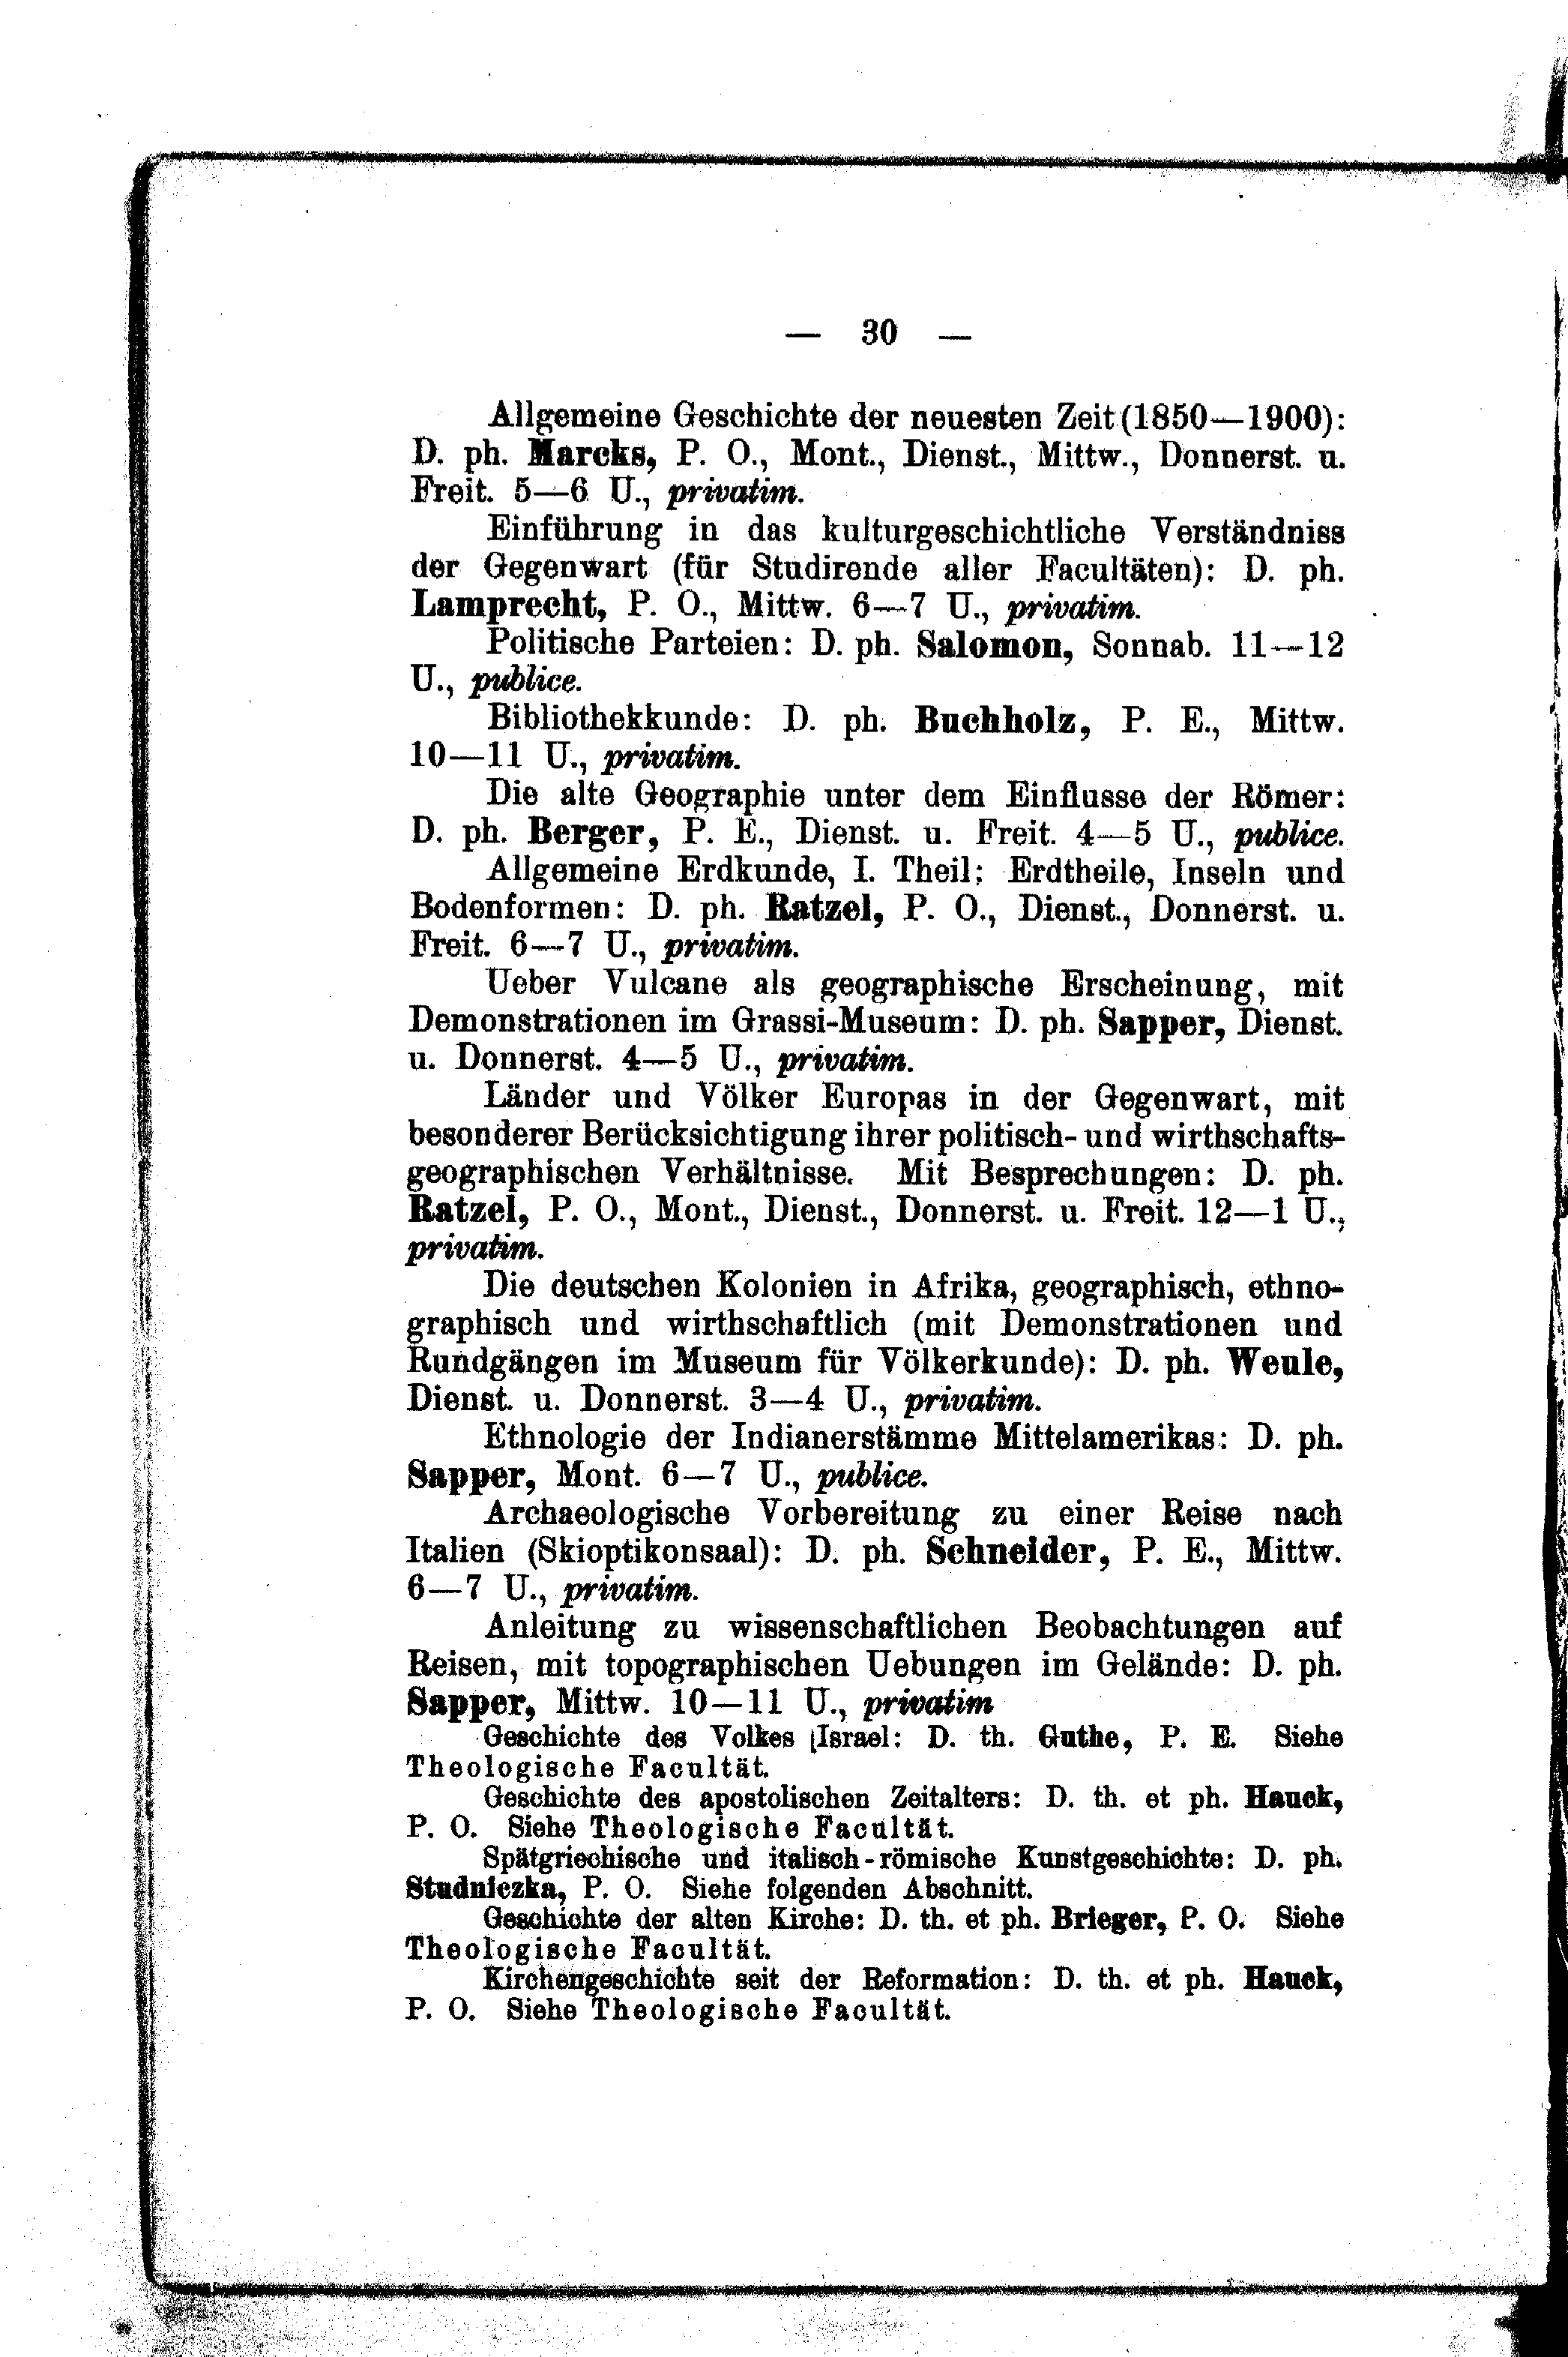 — 30 —
Allgemeine Geschichte der neuesten Zeit (1850—1900):
D. ph. Marcks, P. O., Mont., Dienst., Mittw., Donnerst. u.
Freit. 5—6 U., privatim.
Einführung in das kulturgeschichtliche Verständniss
der Gegenwart (für Studirende aller Facultäten): D. ph.
Lamprecht, P. O., Mittw. 6—7 U., privatim.
Politische Parteien: D. ph. Salomon, Sonnab. 11—12
U., publice.
Bibliothekkunde: D. ph. Buchholz, P. E., Mittw.
10—11 U., privatim.
Die alte Geographie unter dem Einflusse der Römer:
D. ph. Berger, P. E., Dienst. u. Freit. 4—5 U., publice.
Allgemeine Erdkunde, I. Theil: Erdtheile, Inseln und
Bodenformen: D. ph. Ratzel, P. O., Dienst., Donnerst. u.
Freit. 6—7 U., privatim.
Ueber Vulcane als geographische Erscheinung, mit
Demonstrationen im Grassi-Museum: D. ph. Sapper, Dienst.
u. Donnerst. 4—5 U., privatim.
Länder und Völker Europas in der Gegenwart, mit
besonderer Berücksichtigung ihrer politisch- und wirthschafts-
geographischen Verhältnisse. Mit Besprechungen: D. ph.
Ratzel, P. O., Mont., Dienst., Donnerst. u. Freit. 12—1 U.,
privatim.
Die deutschen Kolonien in Afrika, geographisch, ethno-
graphisch und wirthschaftlich (mit Demonstrationen und
Rundgängen im Museum für Völkerkunde): D. ph. Weule,
Dienst. u. Donnerst. 3—4 U., privatim.
Ethnologie der Indianerstämme Mittelamerikas: D. ph.
Sapper, Mont. 6—7 U., publice.
Archaeologische Vorbereitung zu einer Reise nach
Italien (Skioptikonsaal): D. ph. Schneider, P. E., Mittw.
6—7 U., privatim.
Anleitung zu wissenschaftlichen Beobachtungen auf
Reisen, mit topographischen Uebungen im Gelände: D. ph.
Sapper, Mittw. 10—11 U., privatim
Geschichte des Volkes Israel: D. th. Guthe, P. E. Siehe
Theologische Facultät.
Geschichte des apostolischen Zeitalters: D. th. et ph. Hauck,
P. O. Siehe Theologische Facultät.
Spätgriechische und italisch-römische Kunstgeschichte: D. ph.
Studniczka, P. O. Siehe folgenden Abschnitt.
Geschichte der alten Kirche: D. th. et ph. Brieger, P. O. Siehe
Theologische Facultät.
Kirchengeschichte seit der Reformation: D. th. et ph. Hauck,
P. O. Siehe Theologische Facultät.